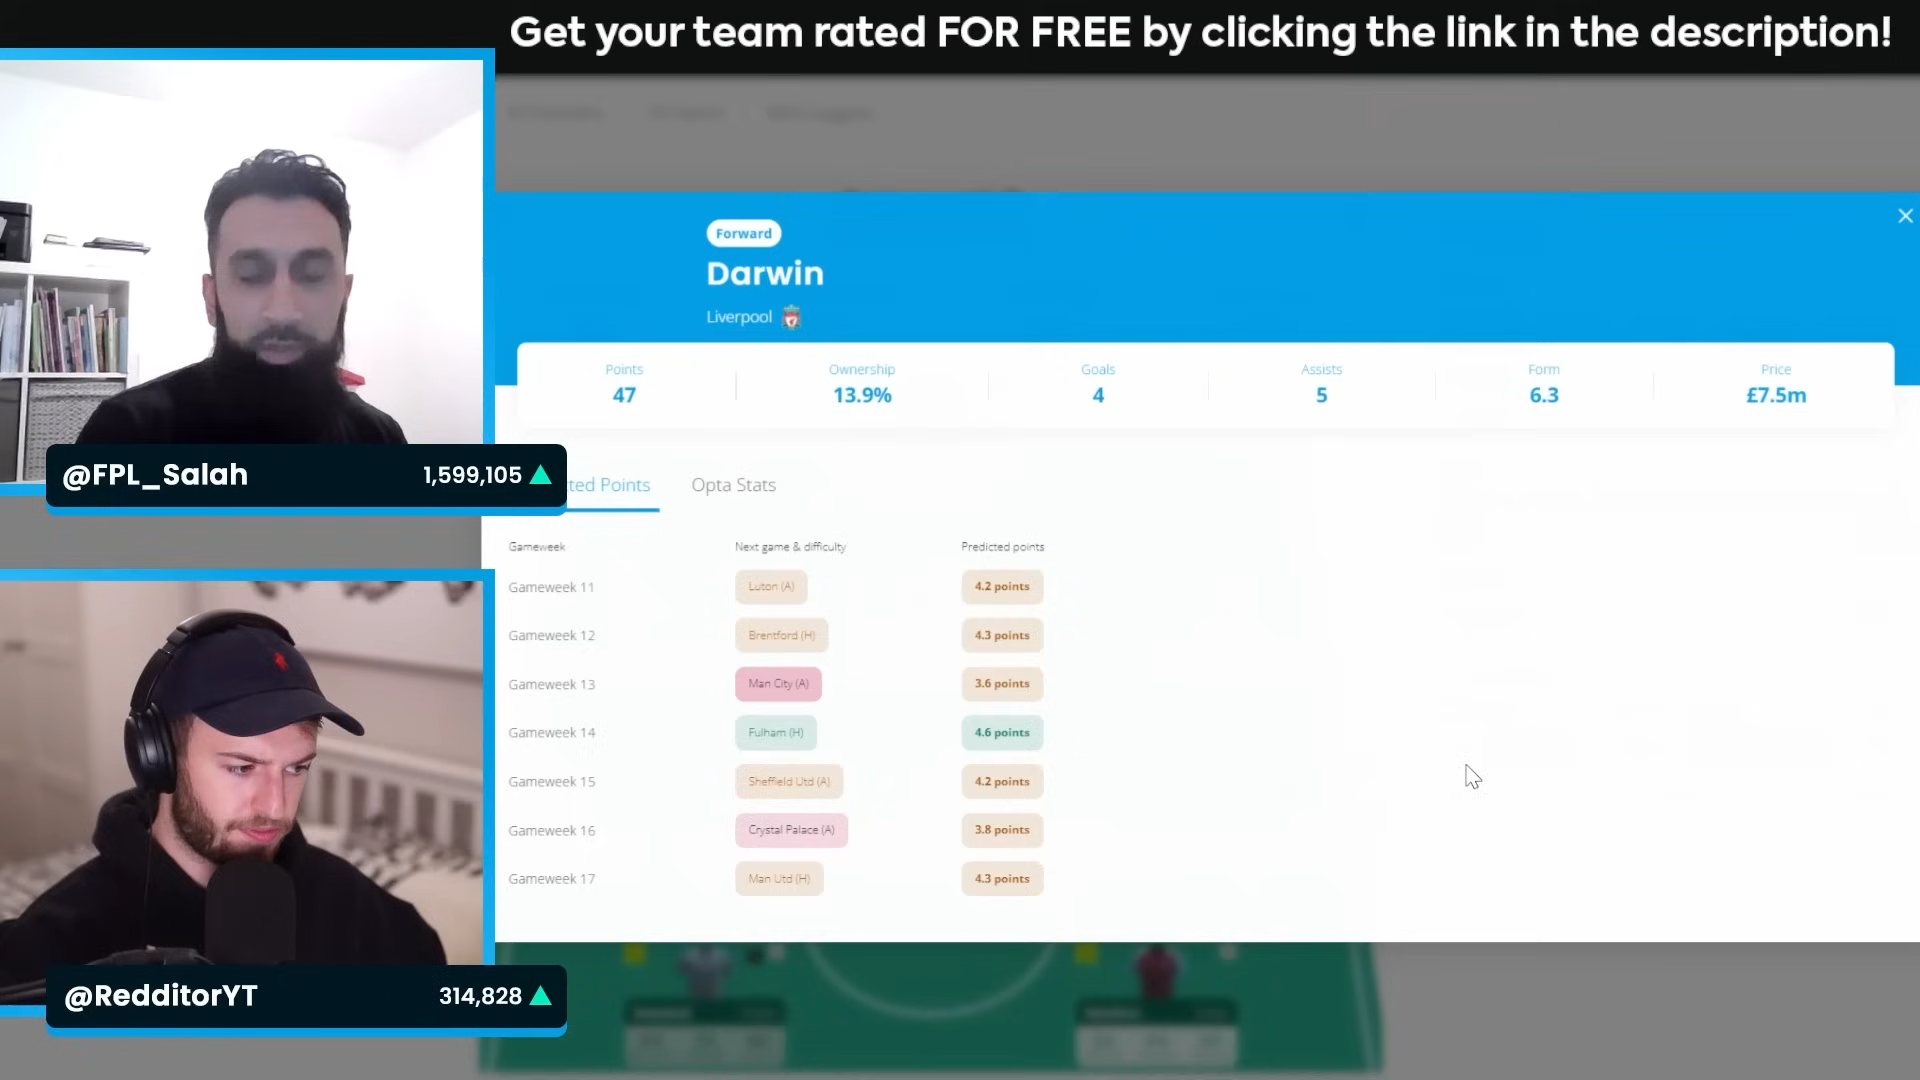 Get your team rated FOR FREE by clicking the link in the description!
Forward
Darwin
Liverpool
Points
47
Ownership
13.9%
Goals
4
Assists
5
Form
6.3
Price
£7.5m
@FPL_Salah 1,599,105
ted Points Opta Stats
Gameweek Next game & difficulty Predicted points
Gameweek 11 Luton (A) 4.2 points
Gameweek 12 Brentford (H) 4.3 points
Gameweek 13 Man City (A) 3.6 points
Gameweek 14 Fulham (H) 4.6 points
Gameweek 15 Sheffield Utd (A) 4.2 points
Gameweek 16 Crystal Palace (A) 3.8 points
Gameweek 17 Man Utd (H) 4.3 points
@RedditorYT 314,828